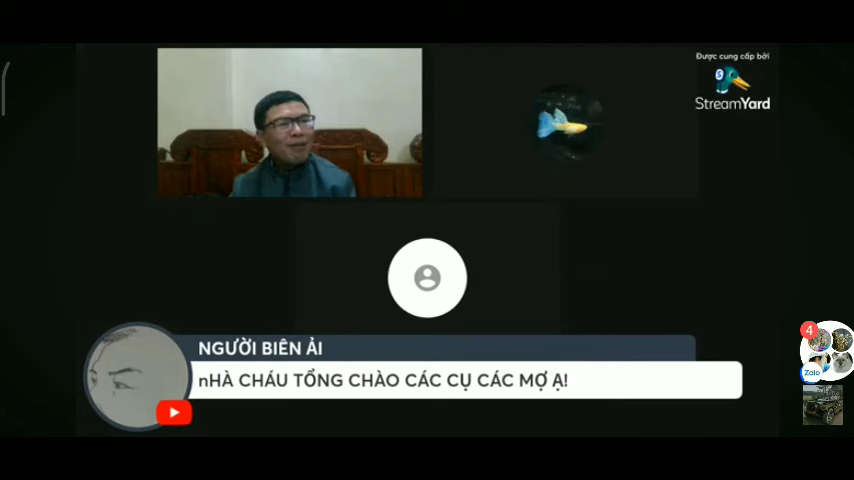 Được cung cấp bởi
StreamYard
NGƯỜI BIÊN ẢI
nHÀ CHÁU TỔNG CHÀO CÁC CỤ CÁC MỢ Ạ!
4
Zalo